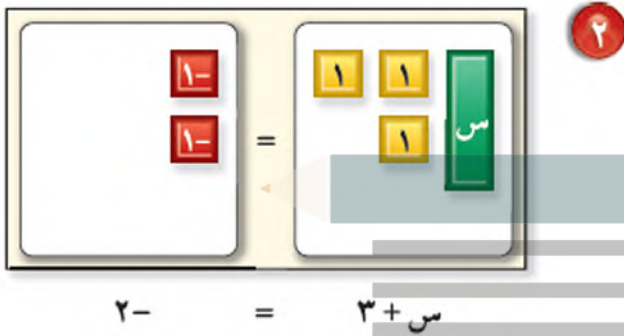 ٢
س ١ ١ = -١
١ -١
س + ٣ = -٢